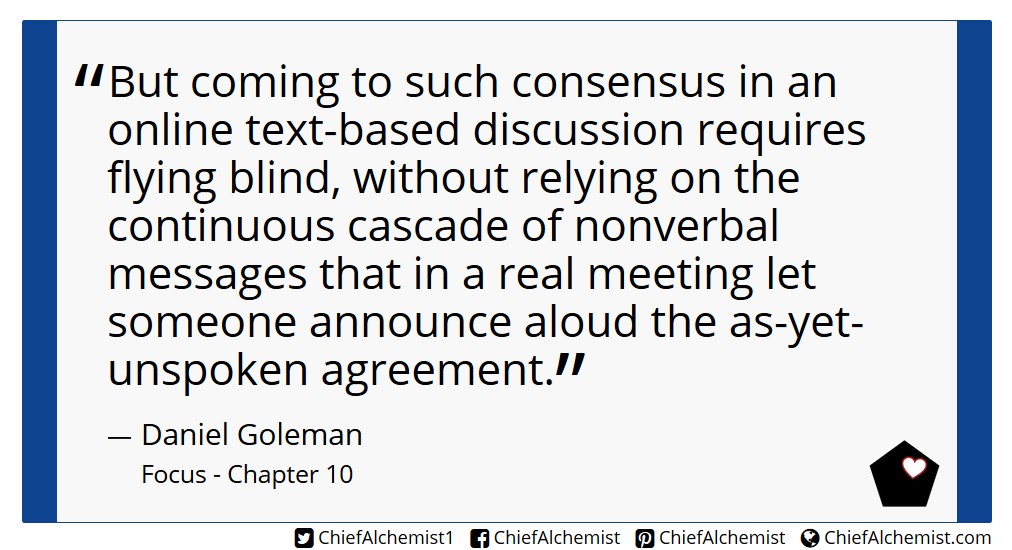 “But coming to such consensus in an
online text-based discussion requires
flying blind, without relying on the
continuous cascade of nonverbal
messages that in a real meeting let
someone announce aloud the as-yet-
unspoken agreement.”
— Daniel Goleman
Focus - Chapter 10
ChiefAlchemist1 ChiefAlchemist ChiefAlchemist ChiefAlchemist.com